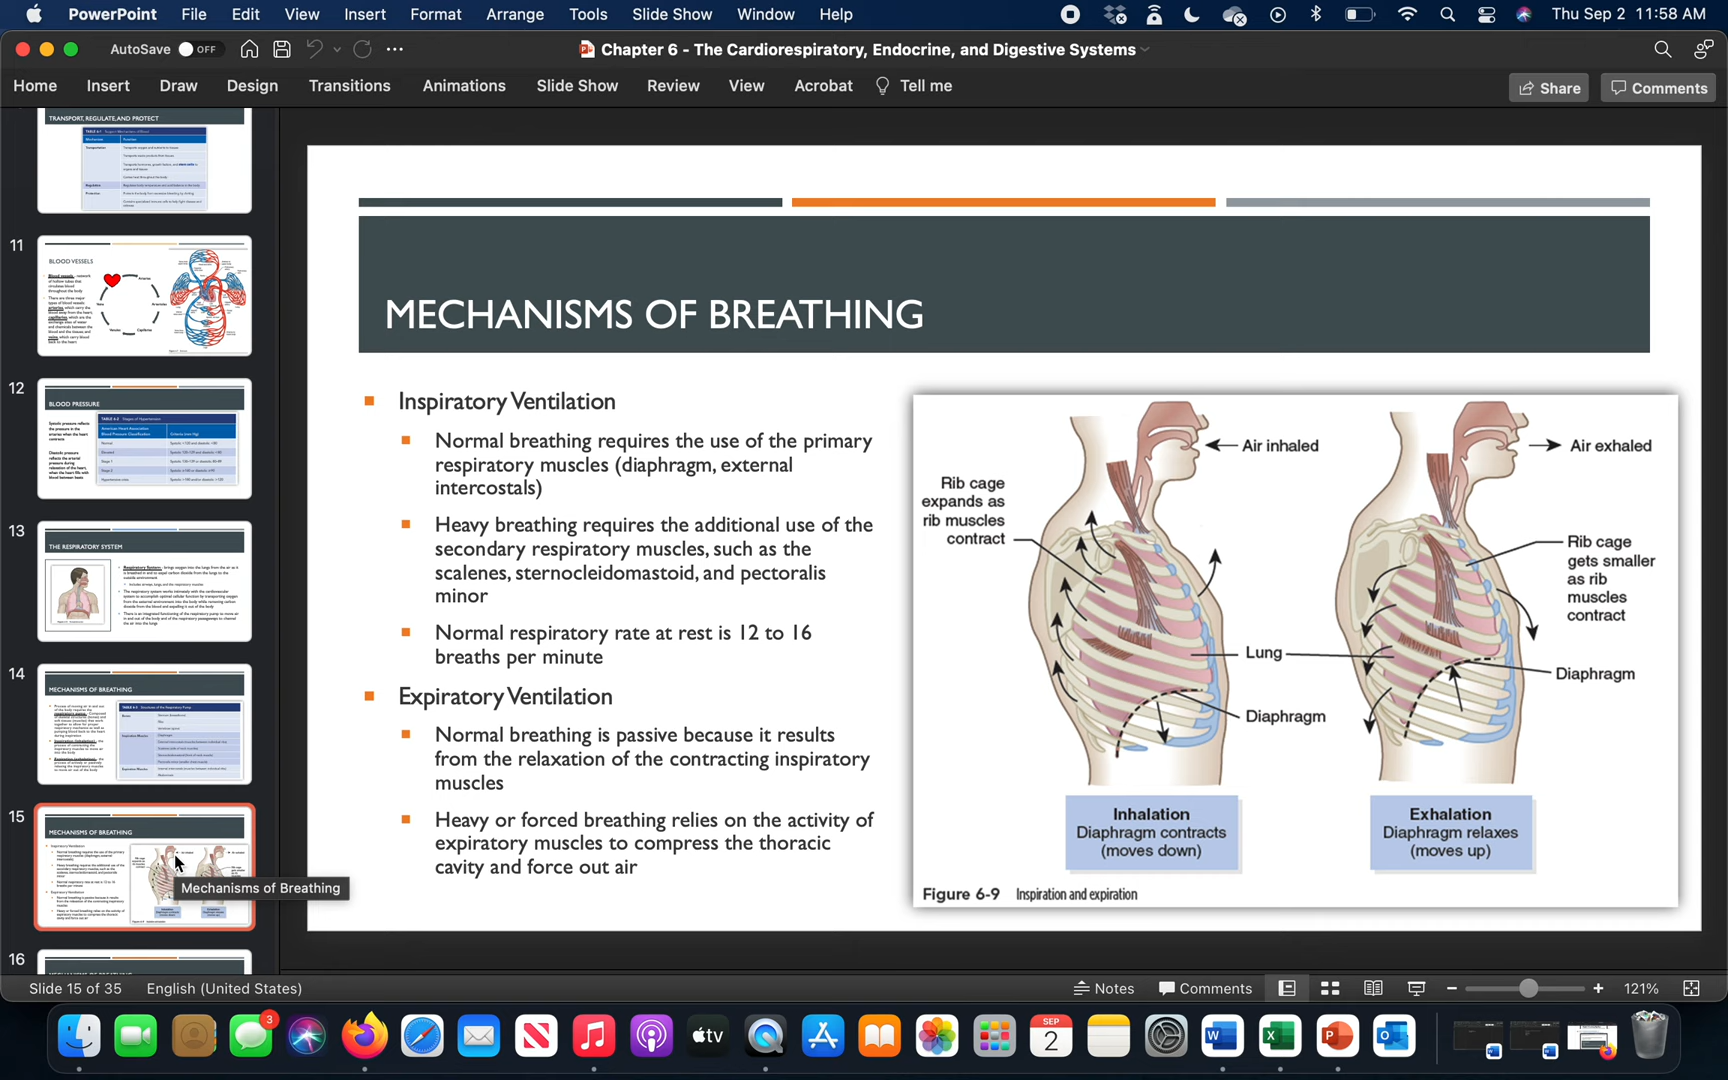 PowerPoint File Edit View Insert Format Arrange Tools Slide Show Window Help Thu Sep 2 11:58 AM
AutoSave OFF Chapter 6 - The Cardiorespiratory, Endocrine, and Digestive Systems
Home Insert Draw Design Transitions Animations Slide Show Review View Acrobat Tell me Share Comments
TRANSPORT, REGULATE, AND PROTECT
11
BLOOD VESSELS
12
BLOOD PRESSURE
13
THE RESPIRATORY SYSTEM
14
MECHANISMS OF BREATHING
15
MECHANISMS OF BREATHING
Mechanisms of Breathing
16
MECHANISMS OF BREATHING
Inspiratory Ventilation
Normal breathing requires the use of the primary
respiratory muscles (diaphragm, external
intercostals)
Heavy breathing requires the additional use of the
secondary respiratory muscles, such as the
scalenes, sternocleidomastoid, and pectoralis
minor
Normal respiratory rate at rest is 12 to 16
breaths per minute
Expiratory Ventilation
Normal breathing is passive because it results
from the relaxation of the contracting inspiratory
muscles
Heavy or forced breathing relies on the activity of
expiratory muscles to compress the thoracic
cavity and force out air
Air inhaled
Rib cage
expands as
rib muscles
contract
Air exhaled
Rib cage
gets smaller
as rib
muscles
contract
Lung
Diaphragm
Diaphragm
Inhalation
Diaphragm contracts
(moves down)
Exhalation
Diaphragm relaxes
(moves up)
Figure 6-9 Inspiration and expiration
Slide 15 of 35 English (United States) Notes Comments 121%
3
tv
SEP
2